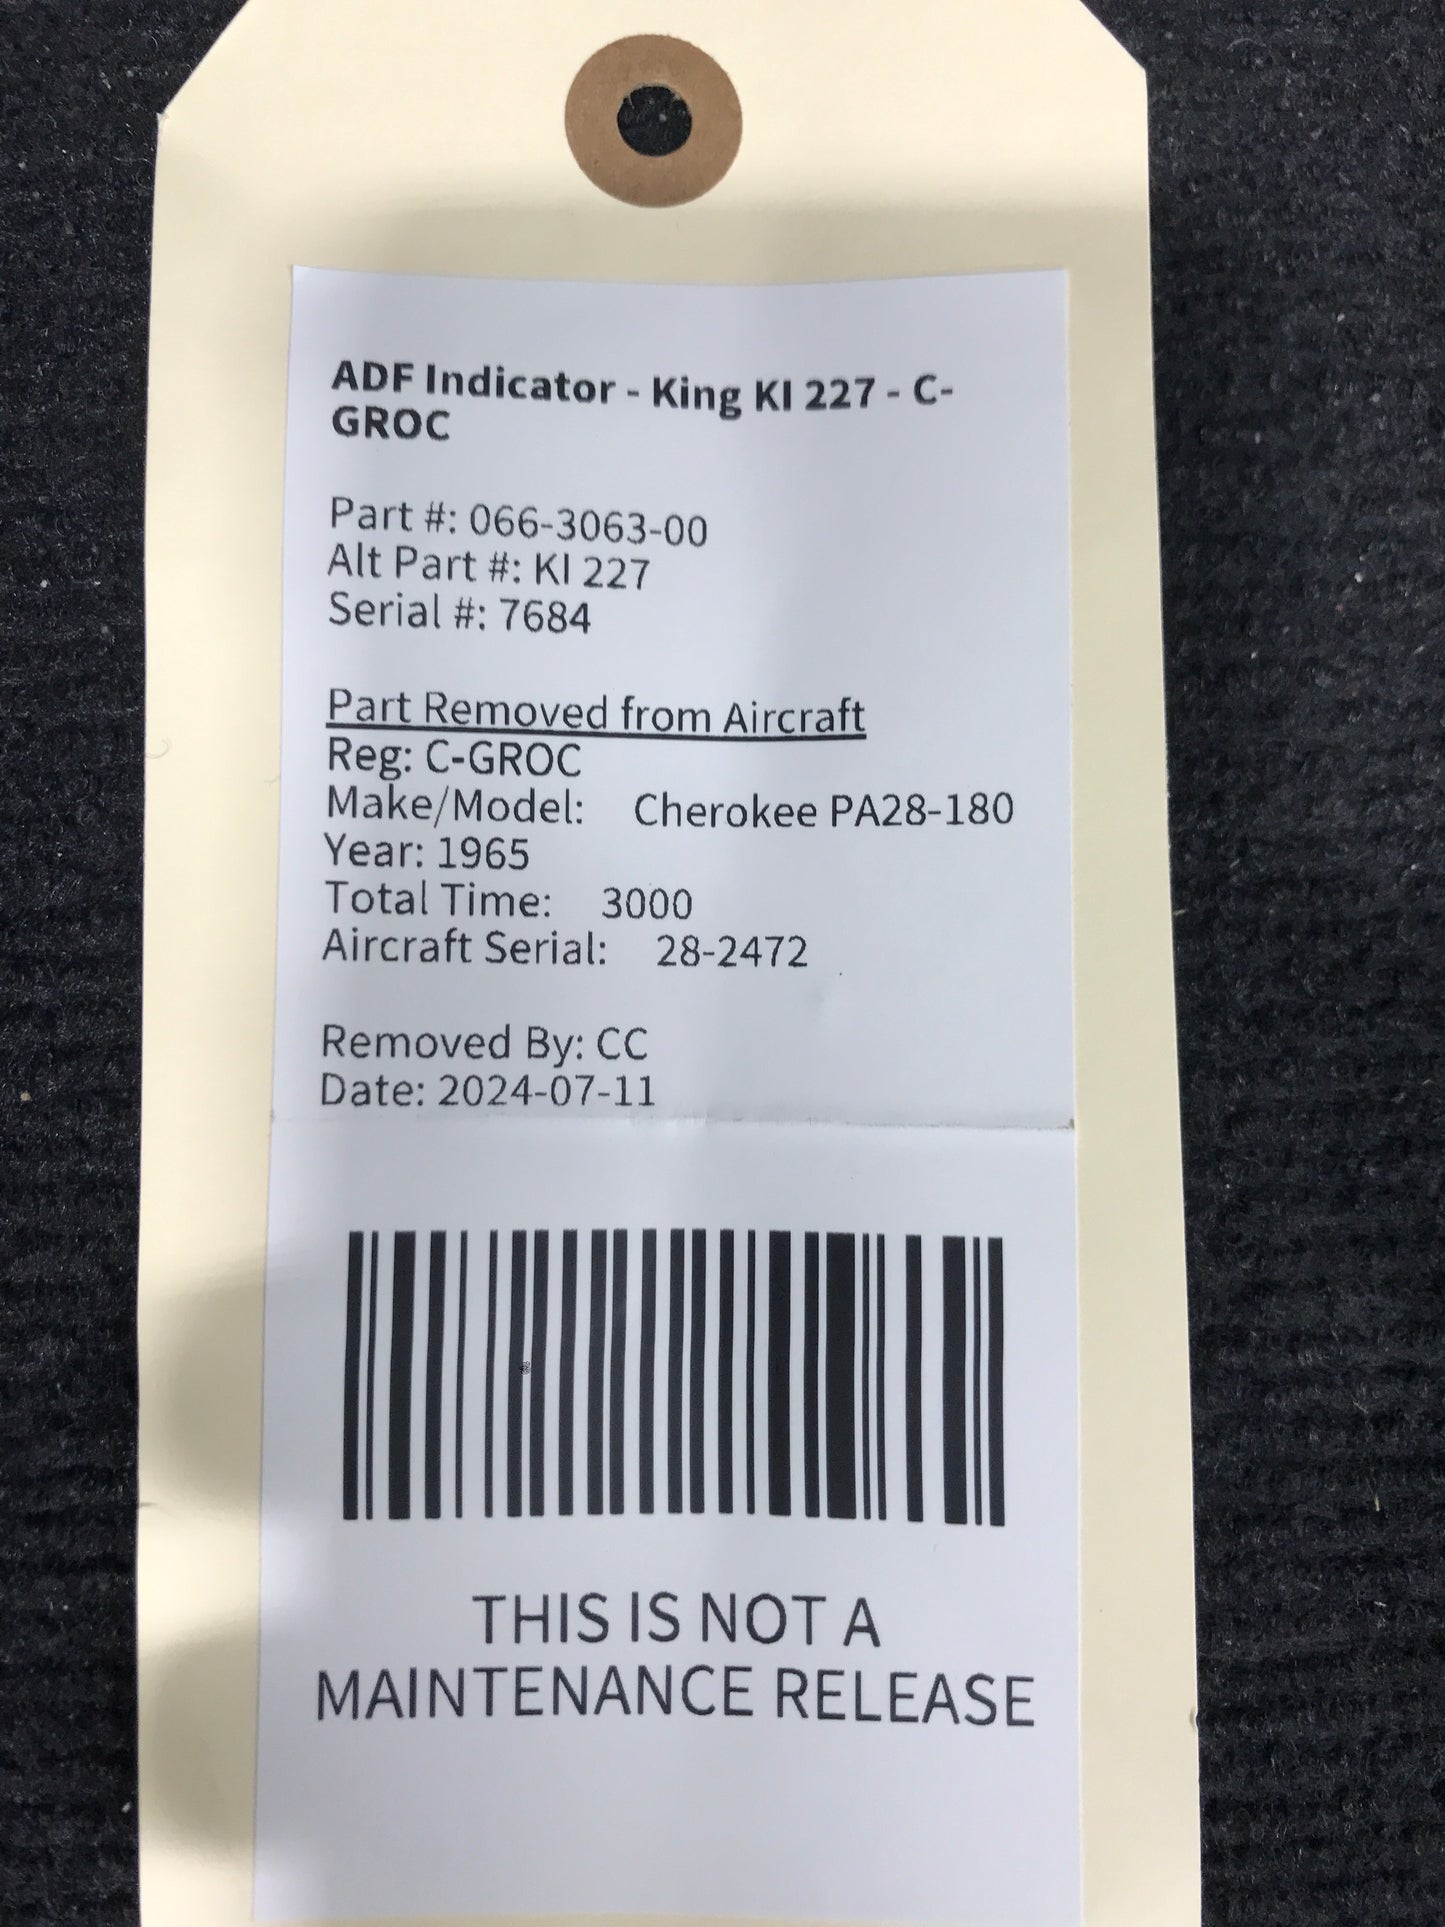 ADF Indicator - King KI 227 - C-
GROC
Part #: 066-3063-00
Alt Part #: KI 227
Serial #: 7684
Part Removed from Aircraft
Reg: C-GROC
Make/Model: Cherokee PA28-180
Year: 1965
Total Time: 3000
Aircraft Serial: 28-2472
Removed By: CC
Date: 2024-07-11
THIS IS NOT A
MAINTENANCE RELEASE